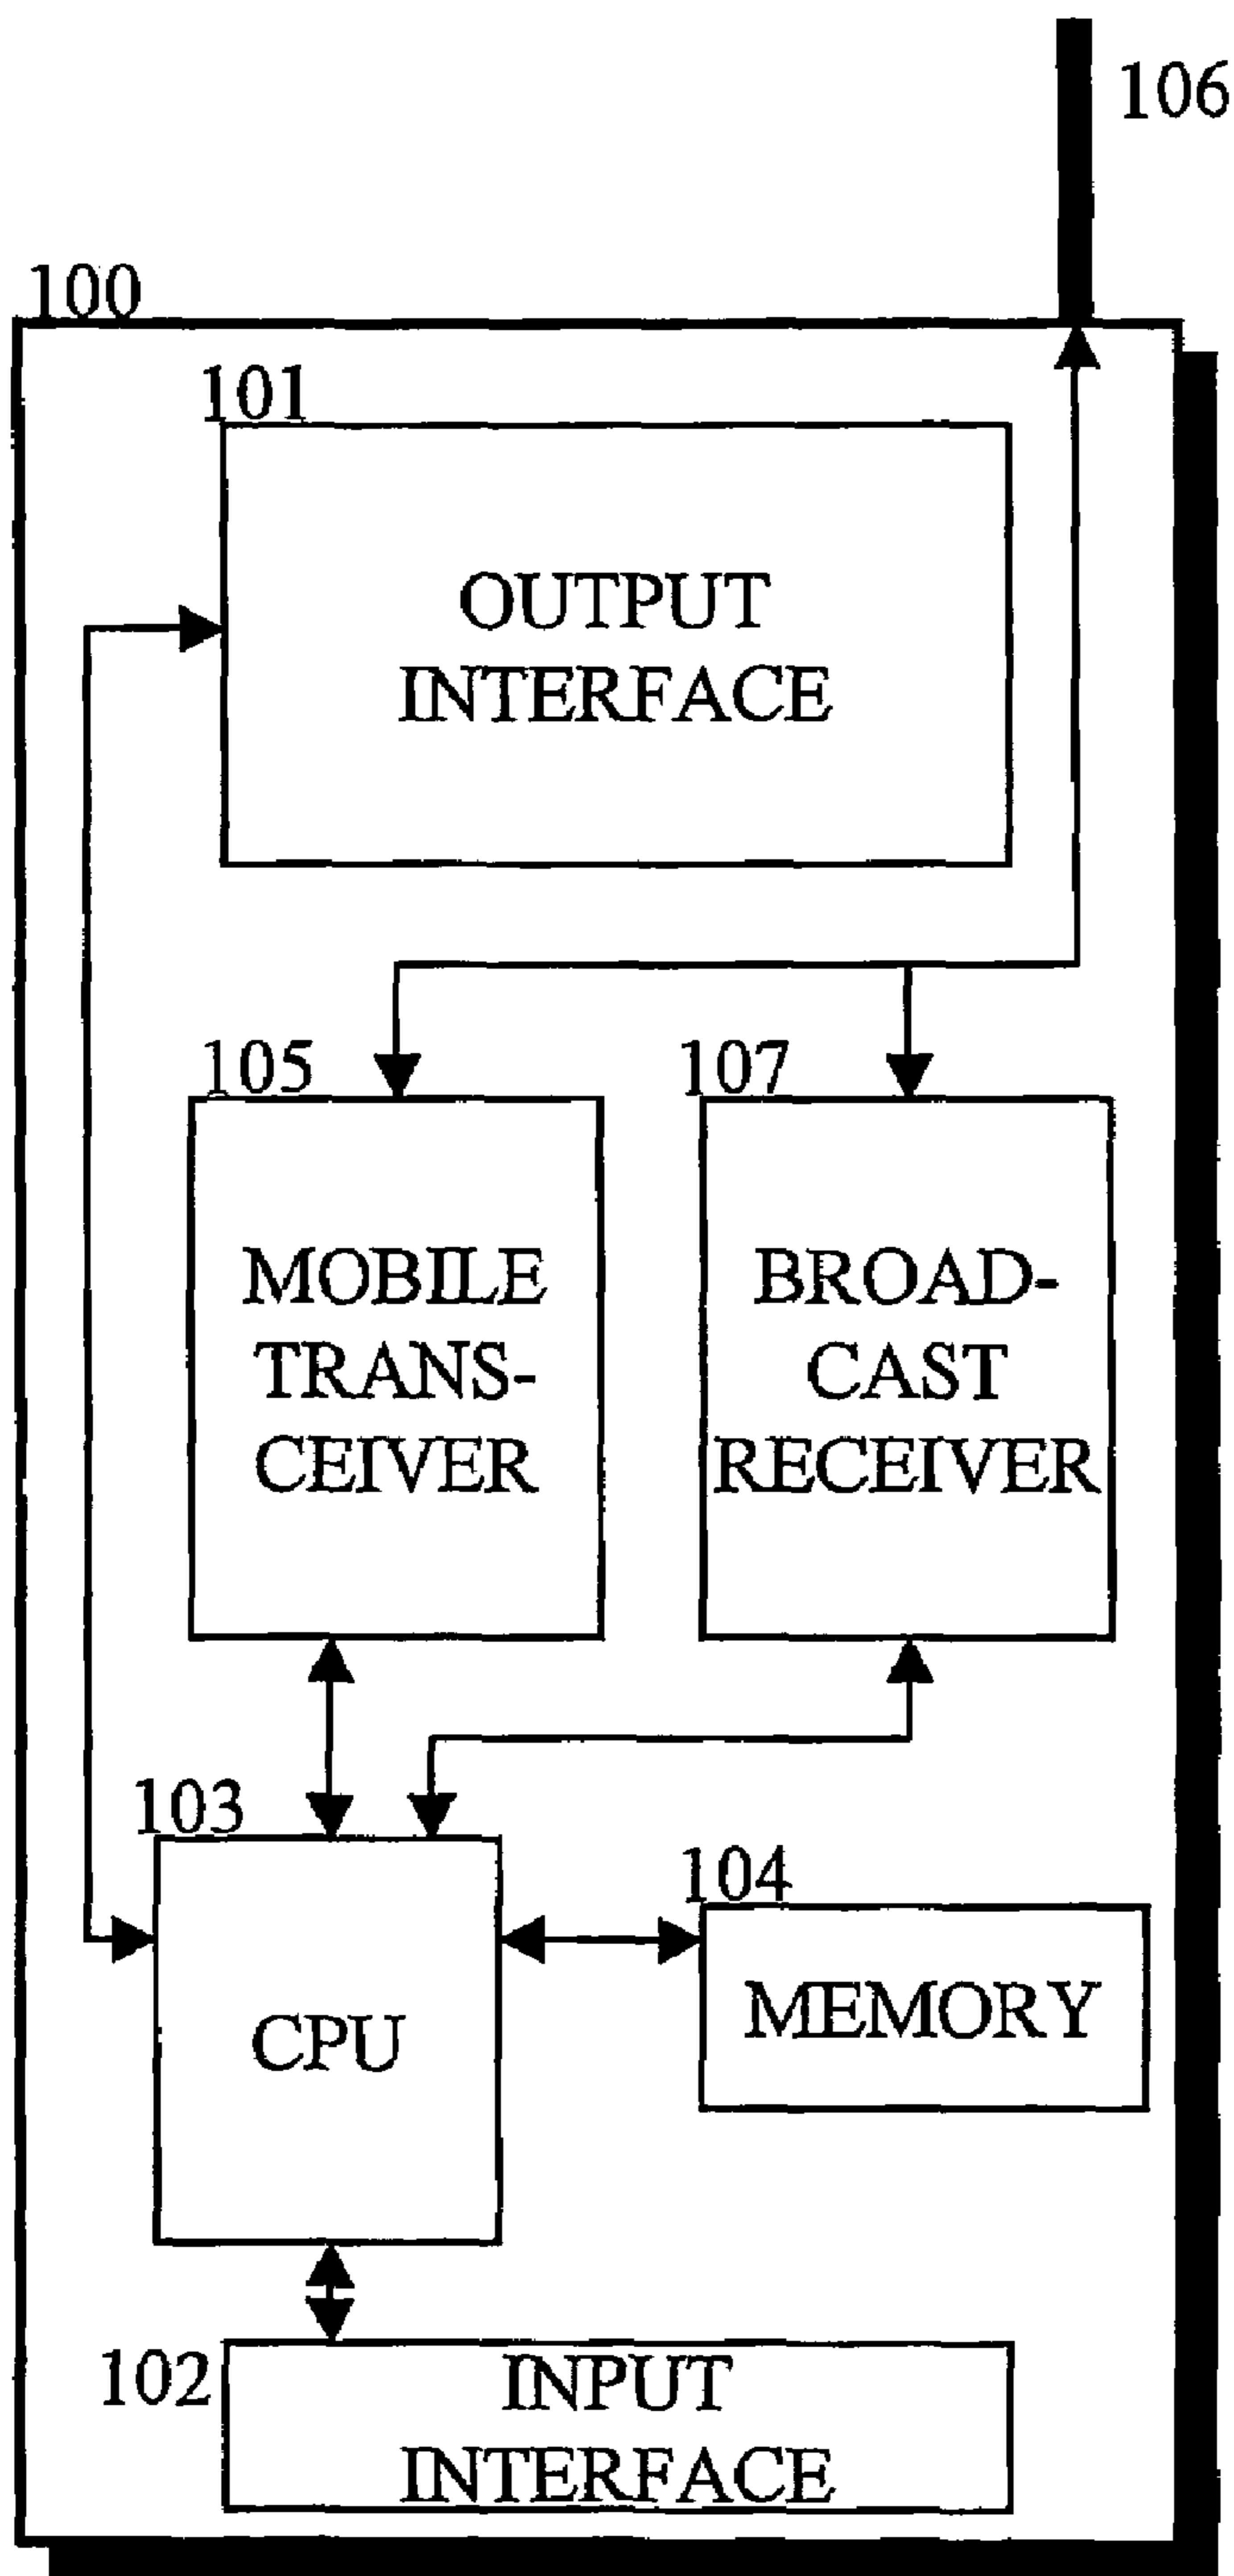 106
100
101
OUTPUT
INTERFACE
105
107
MOBILE
TRANS-
CEIVER
BROAD-
CAST
RECEIVER
103
104
CPU
MEMORY
102
INPUT
INTERFACE